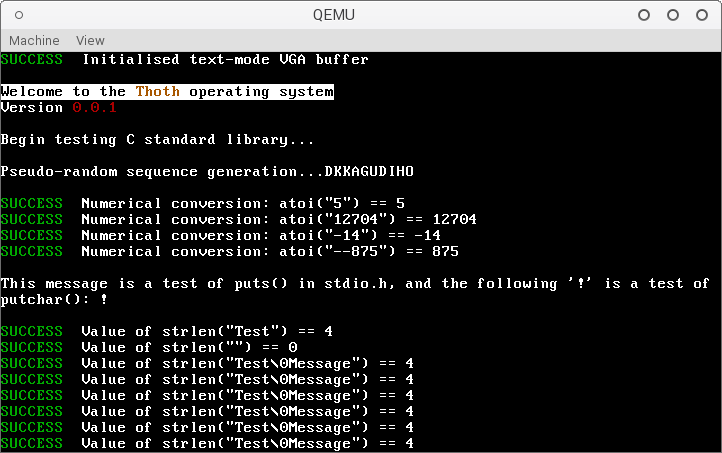 QEMU
Machine View
SUCCESS Initialised text-mode VGA buffer
Welcome to the Thoth operating system
Version 0.0.1
Begin testing C standard library...
Pseudo-random sequence generation...DKKAGUDIHO
SUCCESS Numerical conversion: atoi("5") == 5
SUCCESS Numerical conversion: atoi("12704") == 12704
SUCCESS Numerical conversion: atoi("-14") == -14
SUCCESS Numerical conversion: atoi("--875") == 875
This message is a test of puts() in stdio.h, and the following '!' is a test of
putchar(): !
SUCCESS Value of strlen("Test") == 4
SUCCESS Value of strlen("") == 0
SUCCESS Value of strlen("Test\0Message") == 4
SUCCESS Value of strlen("Test\0Message") == 4
SUCCESS Value of strlen("Test\0Message") == 4
SUCCESS Value of strlen("Test\0Message") == 4
SUCCESS Value of strlen("Test\0Message") == 4
SUCCESS Value of strlen("Test\0Message") == 4